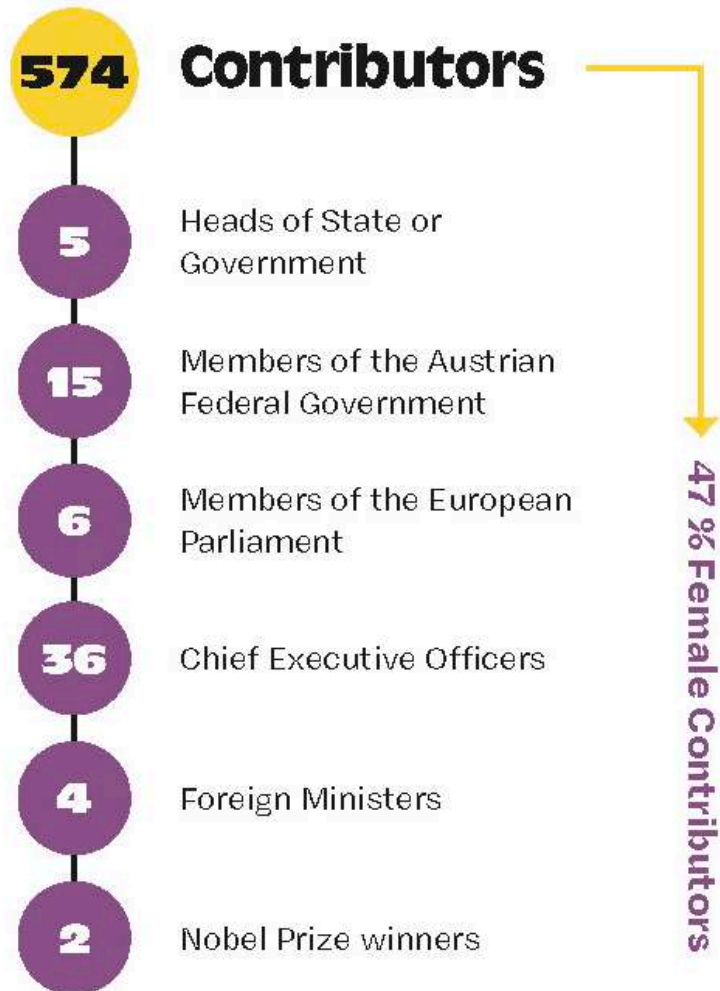 574 Contributors
5 Heads of State or
Government
15 Members of the Austrian
Federal Government
6 Members of the European
Parliament
36 Chief Executive Officers
4 Foreign Ministers
2 Nobel Prize winners
47 % Female Contributors